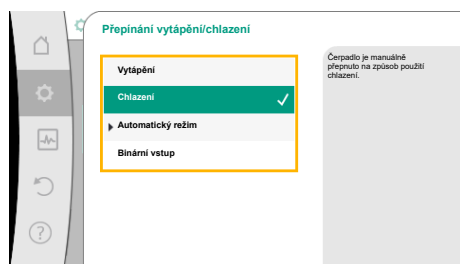 Přepínání vytápění/chlazení
Vytápění
Chlazení
Automatický režim
Binární vstup
Čerpadlo je manuálně
přepnuto na způsob použití
chlazení.
?